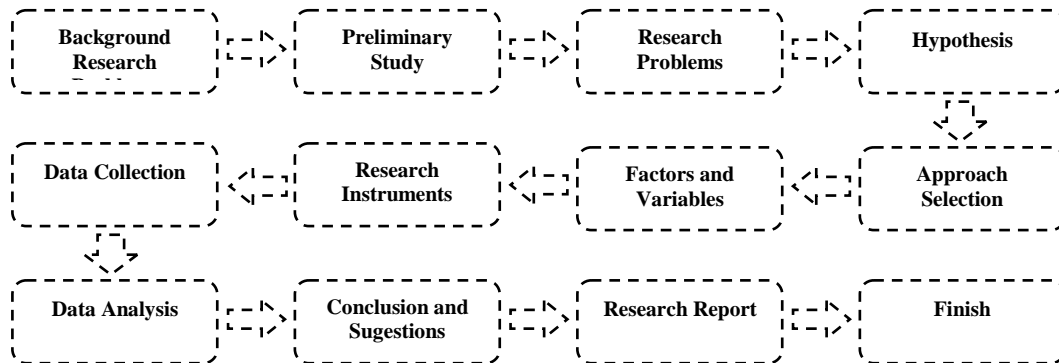 Background
Research
Preliminary
Study
Research
Problems
Hypothesis
Approach
Selection
Factors and
Variables
Research
Instruments
Data Collection
Data Analysis
Conclusion and
Sugestions
Research Report
Finish